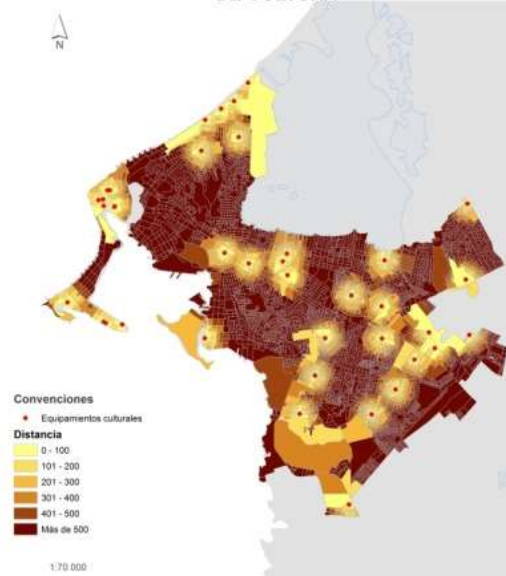 N
Convenciones
Equipamientos culturales
Distancia
0 - 100
101 - 200
201 - 300
301 - 400
401 - 500
Más de 500
1:70.000